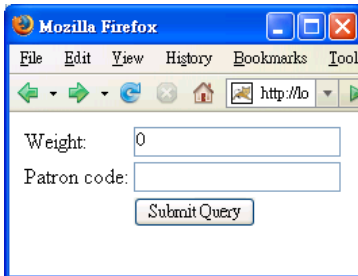 Mozilla Firefox
File Edit View History Bookmarks Tool
http://lo
Weight: 0
Patron code:
Submit Query